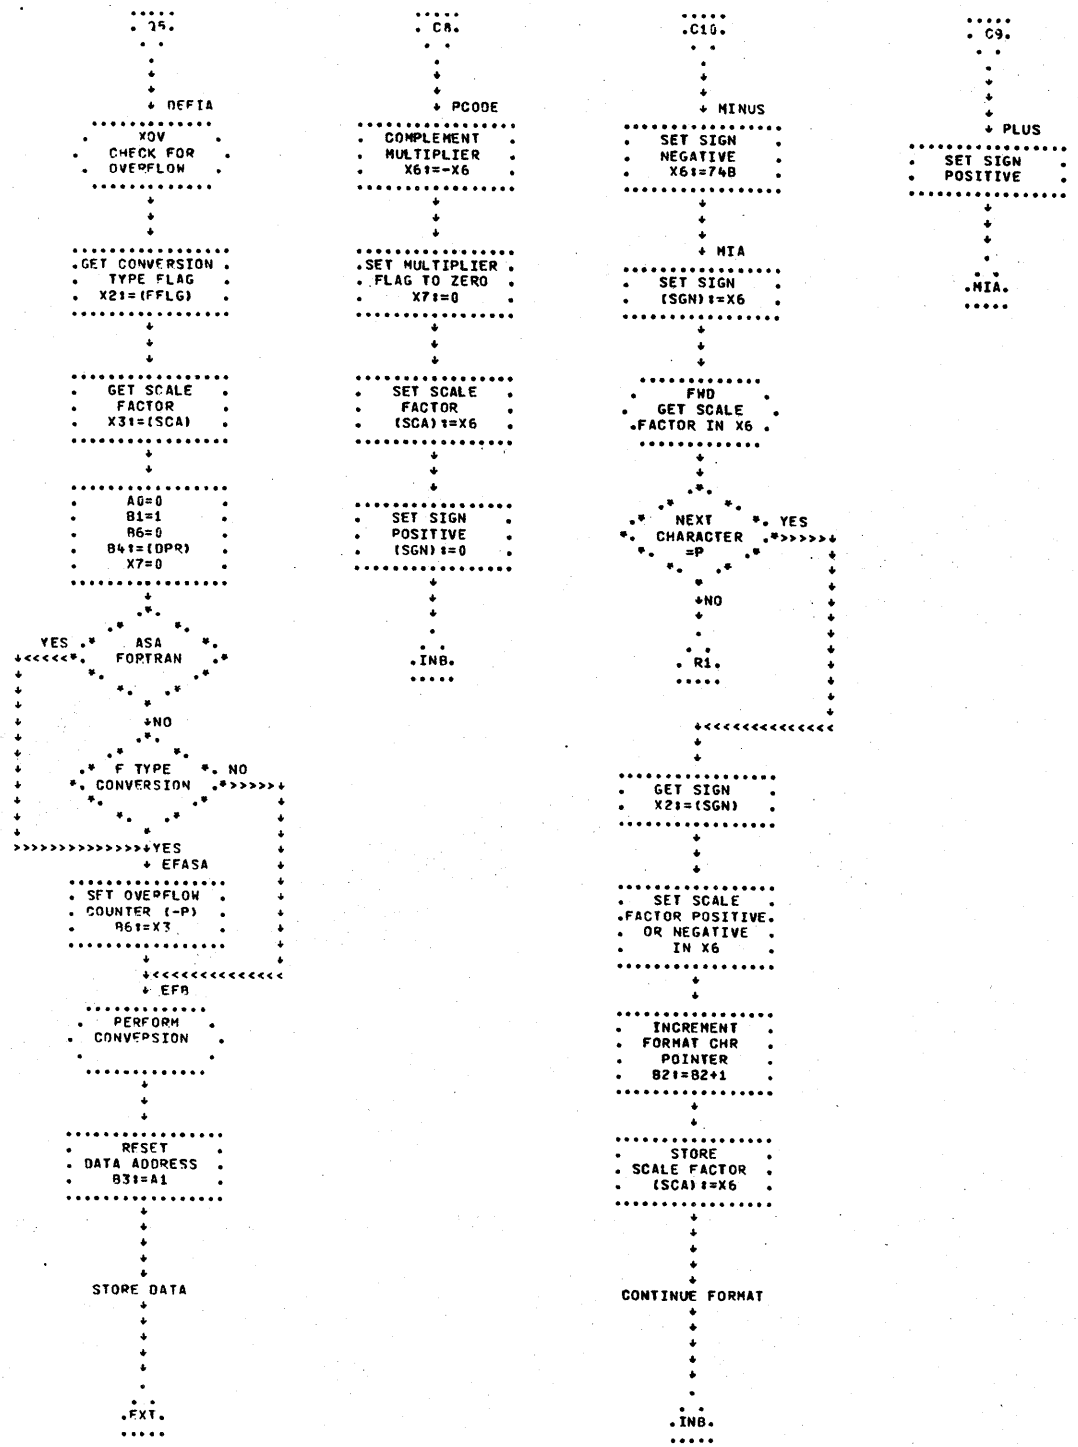 C8.
C10.
C9.
DEFIA
XOV
CHECK FOR
OVERFLOW
GET CONVERSION
TYPE FLAG
X2:=(FFLG)
GET SCALE
FACTOR
X3:=(SCA)
A0=0
B1=1
B6=0
B4:=(DPR)
X7=0
YES
ASA
FORTRAN
NO
F TYPE
CONVERSION
NO
YES
EFASA
SET OVERFLOW
COUNTER (-P)
B6:=X3
EFB
PERFORM
CONVERSION
RESET
DATA ADDRESS
B3:=A1
STORE DATA
EXT.
PCODE
COMPLEMENT
MULTIPLIER
X6:=-X6
SET MULTIPLIER
FLAG TO ZERO
X7:=0
SET SCALE
FACTOR
(SCA):=X6
SET SIGN
POSITIVE
(SGN):=0
INB.
MINUS
SET SIGN
NEGATIVE
X6:=74B
MIA
SET SIGN
(SGN):=X6
FWD
GET SCALE
FACTOR IN X6
NEXT
CHARACTER
=P
YES
NO
R1.
GET SIGN
X2:=(SGN)
SET SCALE
FACTOR POSITIVE
OR NEGATIVE
IN X6
INCREMENT
FORMAT CHR
POINTER
B2:=B2+1
STORE
SCALE FACTOR
(SCA):=X6
CONTINUE FORMAT
INB.
PLUS
SET SIGN
POSITIVE
MIA.